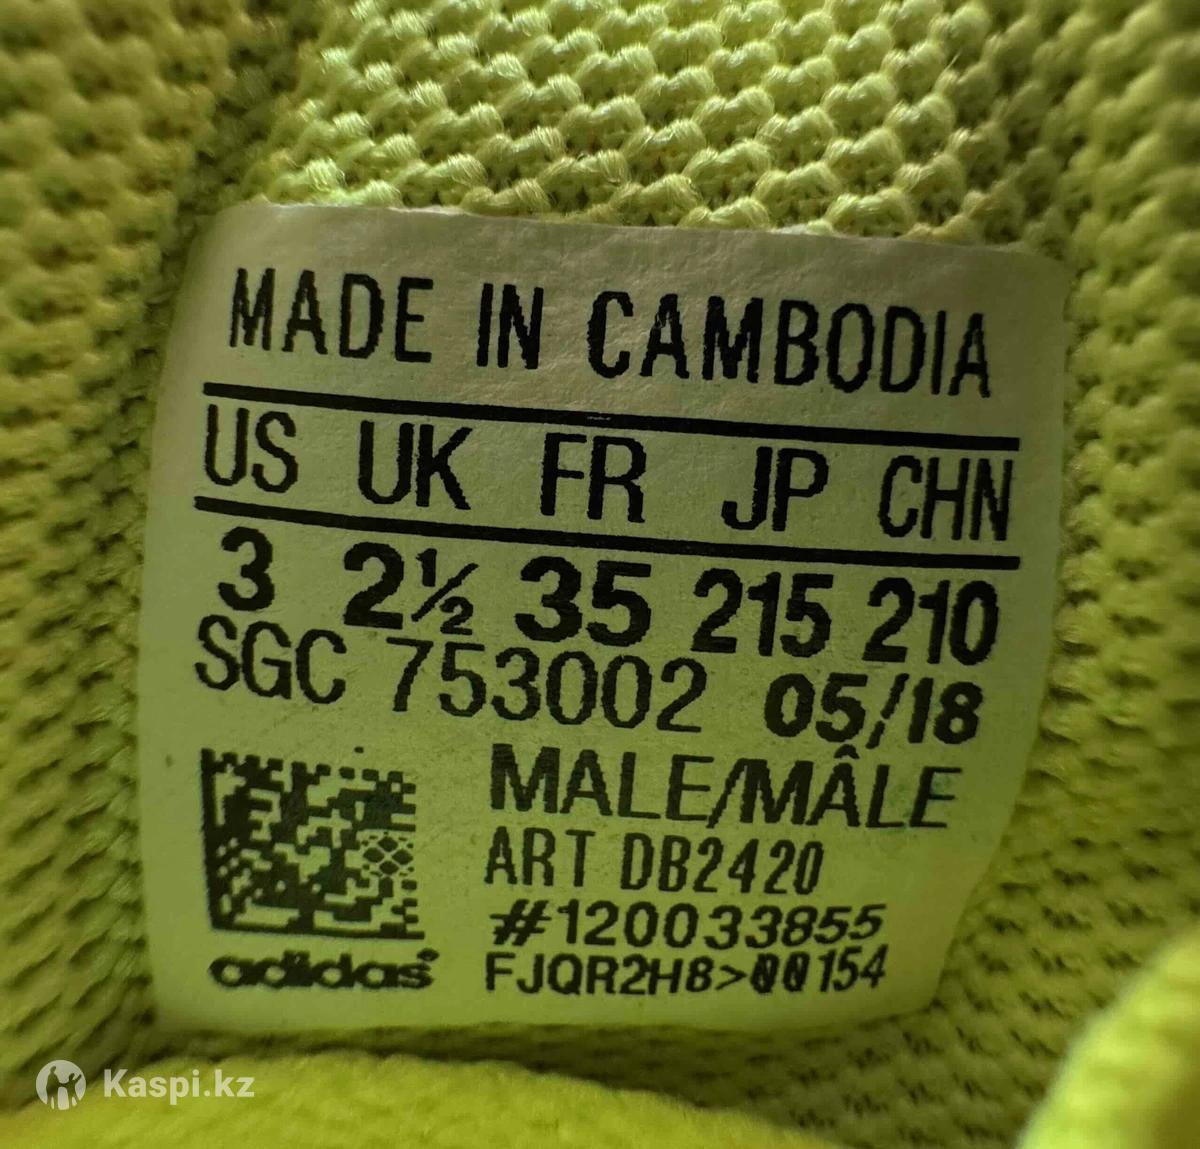 MADE IN CAMBODIA
US UK FR JP CHN
3 2½ 35 215 210
SGC 753002 05/18
MALE/MÂLE
ART DB2420
#120033855
FJQR2H8>00154
adidas®
Kaspi.kz